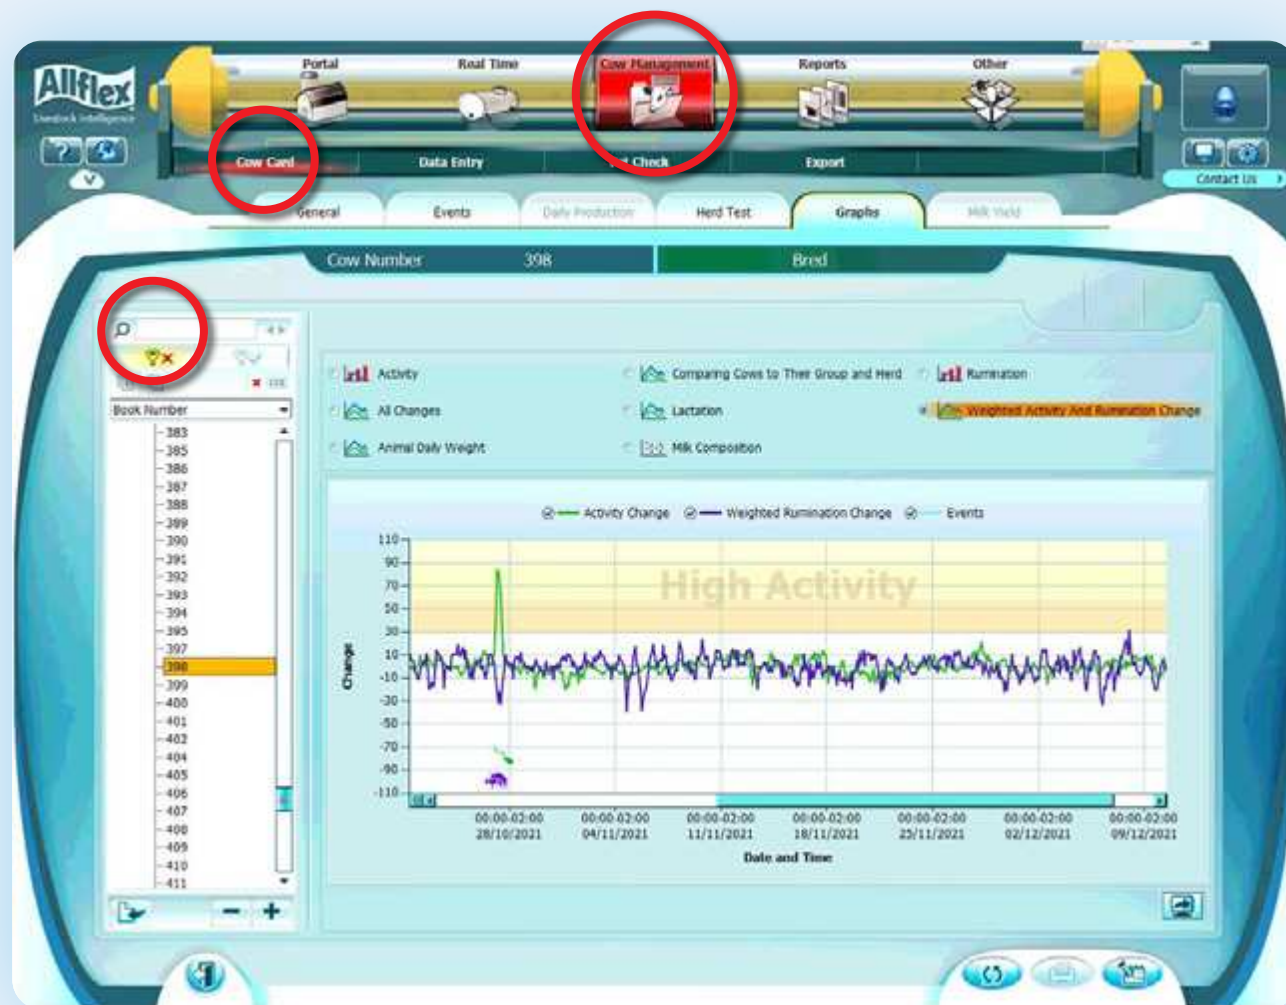 Allflex
Livestock Intelligence
Portal
Real Time
Cow Management
Reports
Other
Cow Card
Data Entry
Check
Export
Contact Us
General
Events
Daily Production
Herd Test
Graphs
Milk Yield
Cow Number 398 Bred
Activity
Comparing Cows to Their Group and Herd
Rumination
All Changes
Lactation
Weighted Activity And Rumination Change
Animal Daily Weight
Milk Composition
Book Number
383
385
386
387
388
389
390
391
392
393
394
395
397
398
399
400
401
402
404
405
406
407
408
409
410
411
Activity Change Weighted Rumination Change Events
High Activity
Change
110
90
70
50
30
10
-10
-30
-50
-70
-90
-110
00:00-02:00 00:00-02:00 00:00-02:00 00:00-02:00 00:00-02:00 00:00-02:00 00:00-02:00
28/10/2021 04/11/2021 11/11/2021 18/11/2021 25/11/2021 02/12/2021 09/12/2021
Date and Time